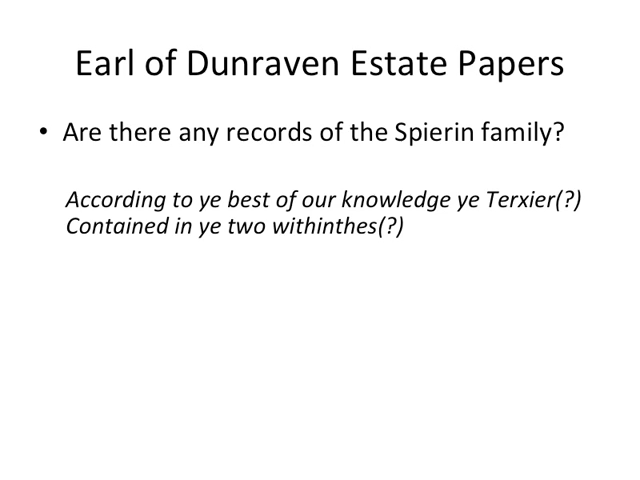 Earl of Dunraven Estate Papers
• Are there any records of the Spierin family?
According to ye best of our knowledge ye Terxier(?)
Contained in ye two withinthes(?)